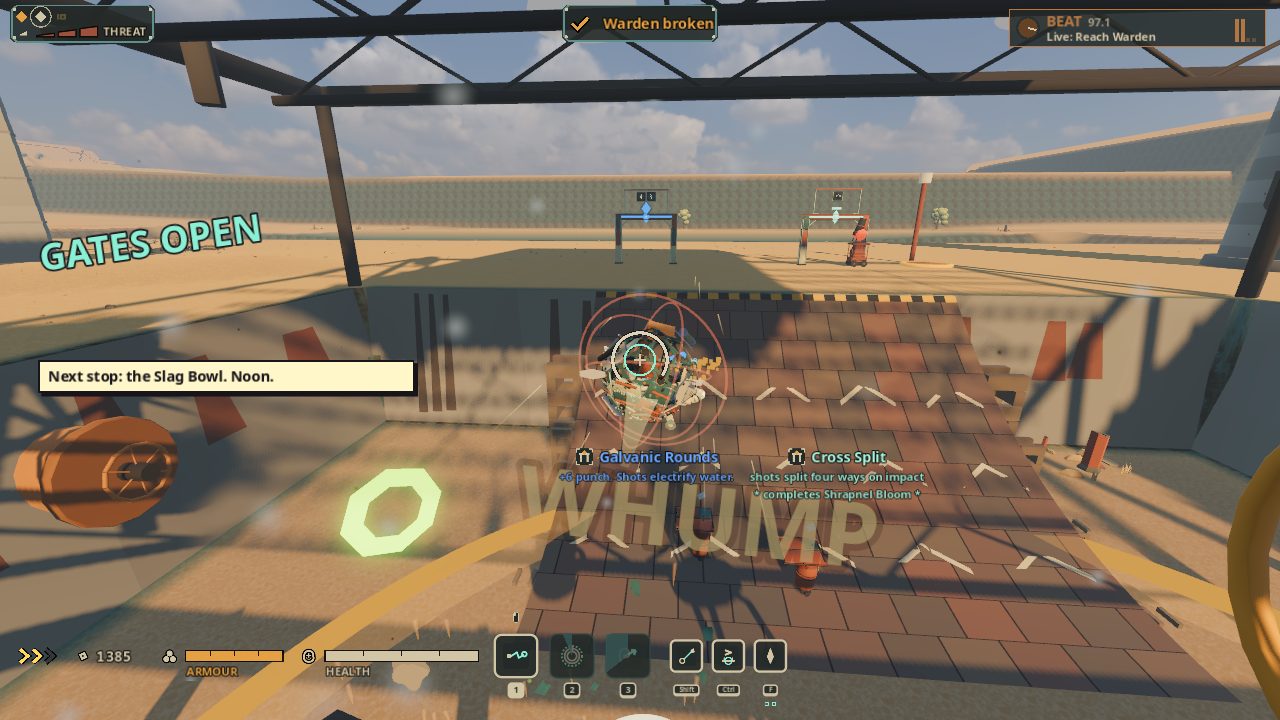 THREAT
Warden broken
BEAT 97.1
Live: Reach Warden
GATES OPEN
Next stop: the Slag Bowl. Noon.
Galvanic Rounds
+6 punch. Shots electrify water.
Cross Split
shots split four ways on impact
* completes Shrapnel Bloom *
WHUMP
1385
ARMOUR
HEALTH
1
2
3
Shift
Ctrl
F